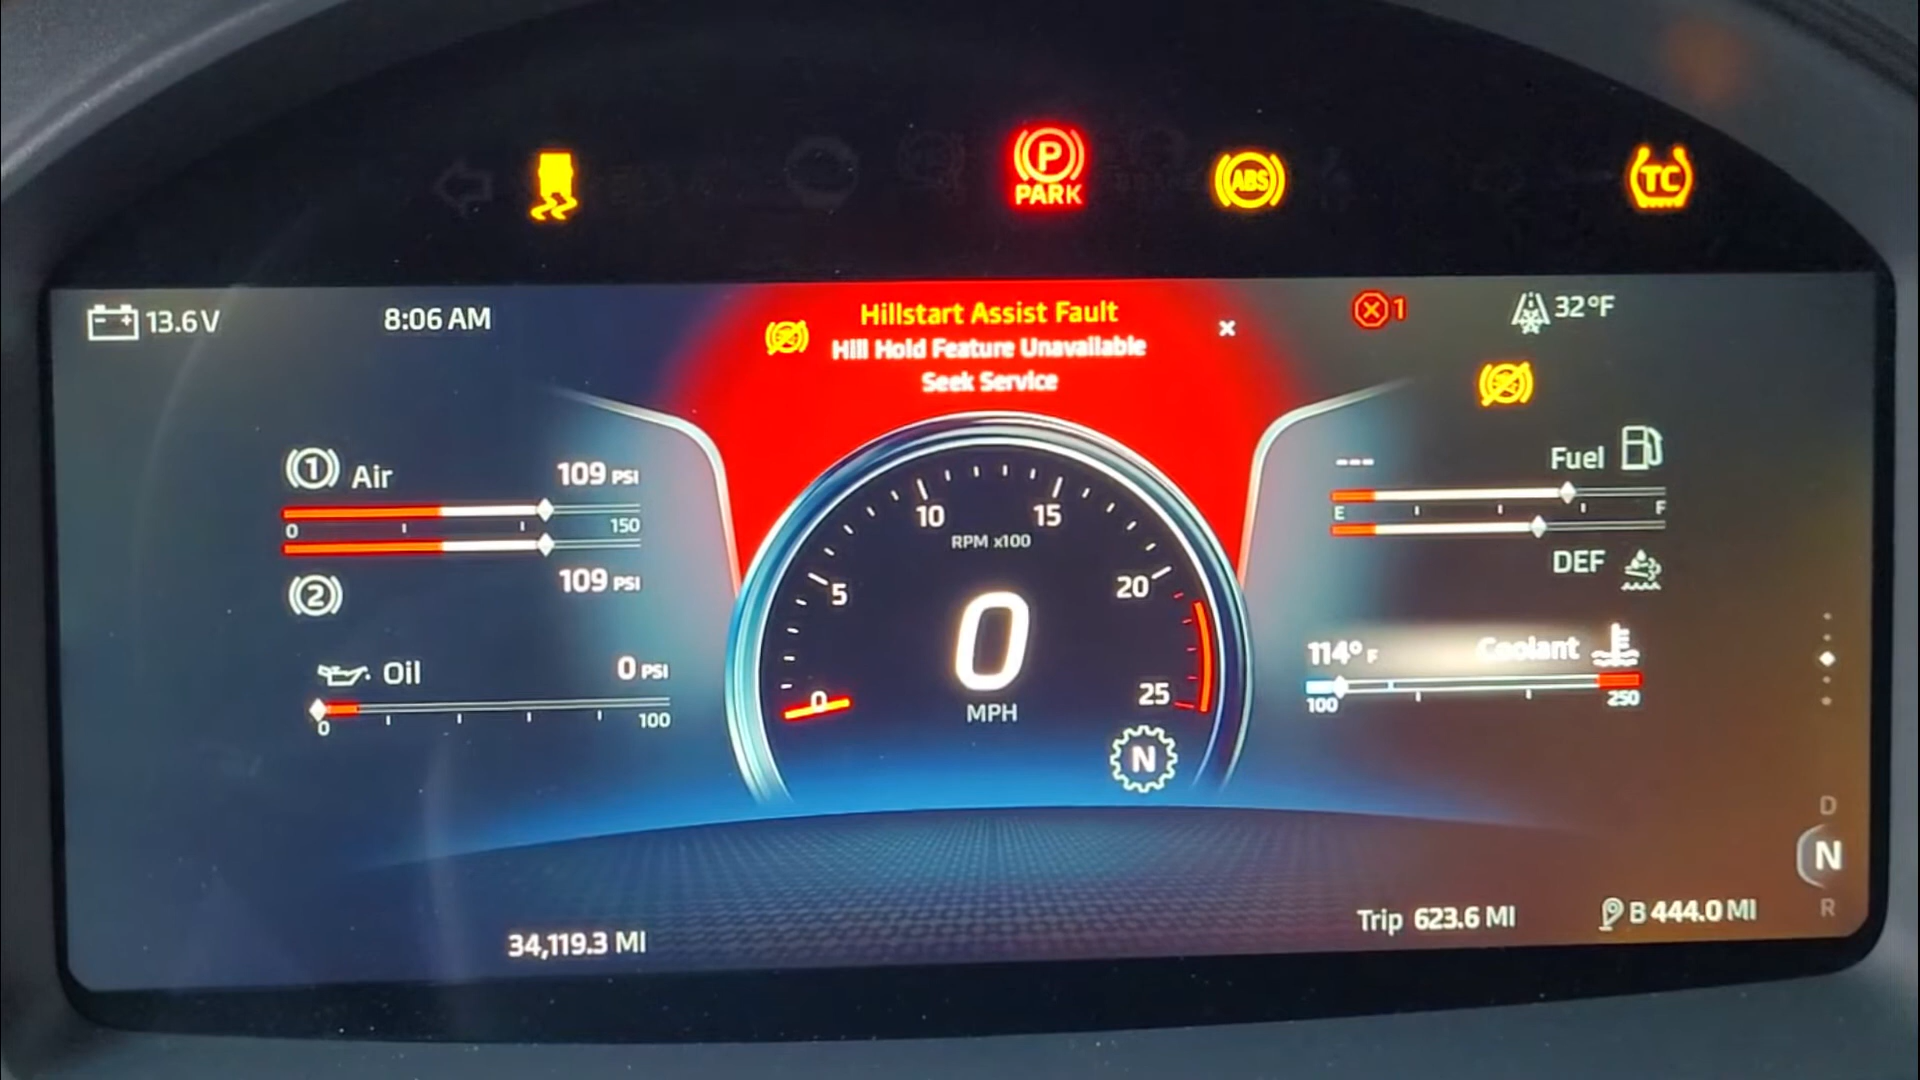 P
PARK
ABS
TC
13.6 V
8:06 AM
Hillstart Assist Fault
Hill Hold Feature Unavailable
Seek Service
×
1
32°F
1 Air 109 PSI
0 150
2 109 PSI
Oil 0 PSI
0 100
0 5 10 15 20 25
RPM x100
0
MPH
N
--- Fuel
E F
DEF
114° F Coolant
100 250
D
N
R
34,119.3 MI
Trip 623.6 MI
B 444.0 MI